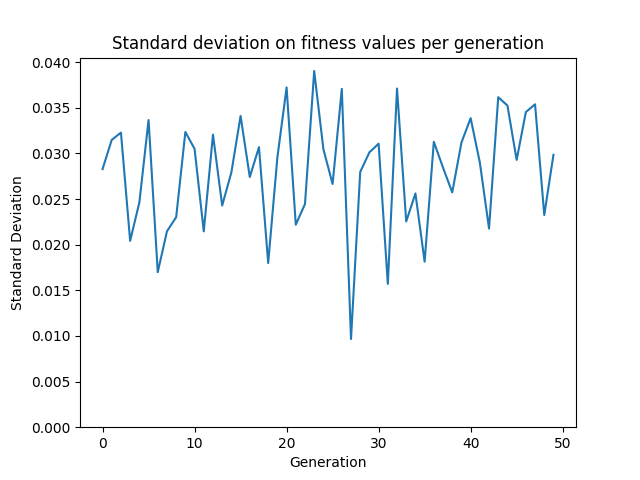 Standard deviation on fitness values per generation
0.040
0.035
0.030
0.025
0.020
0.015
0.010
0.005
0.000
Standard Deviation
0 10 20 30 40 50
Generation